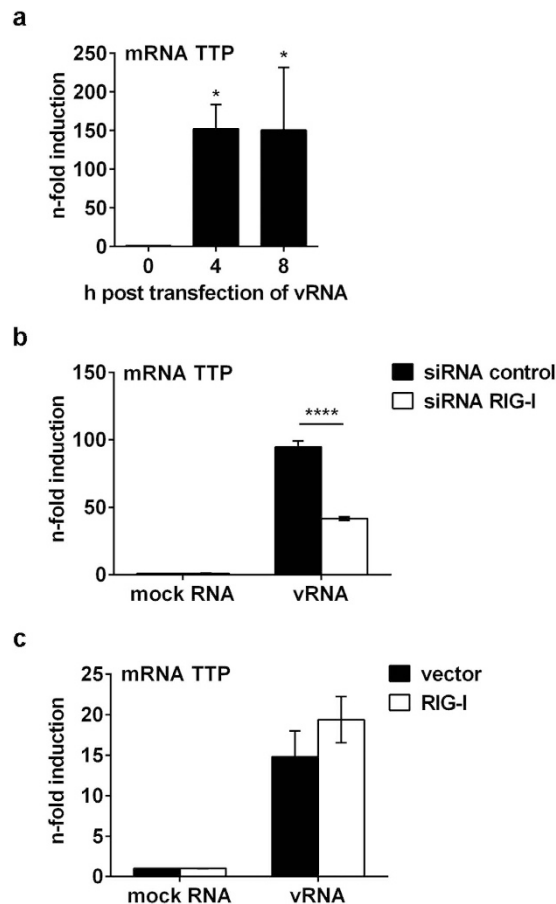 a
mRNA TTP
*
*
n-fold induction
250
200
150
100
50
0
0 4 8
h post transfection of vRNA
b
mRNA TTP
siRNA control
siRNA RIG-I
****
n-fold induction
150
100
50
0
mock RNA vRNA
c
mRNA TTP
vector
RIG-I
n-fold induction
25
20
15
10
5
0
mock RNA vRNA